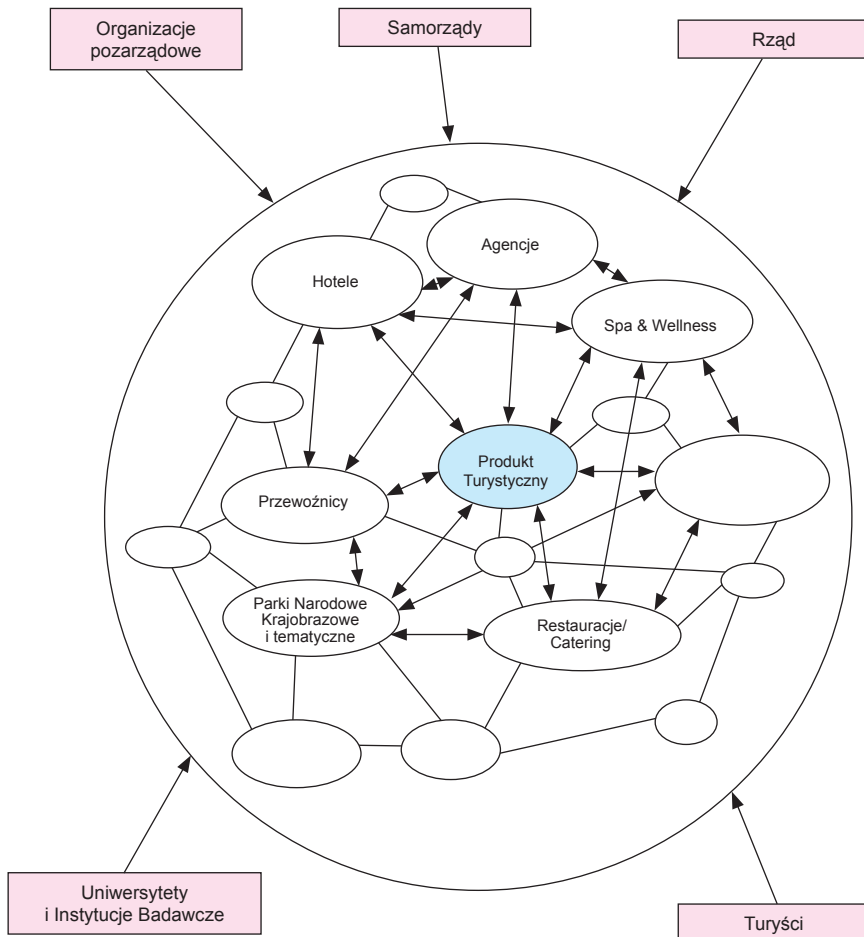 Organizacje
pozarządowe
Samorządy
Rząd
Agencje
Hotele
Spa & Wellness
Produkt
Turystyczny
Przewoźnicy
Parki Narodowe
Krajobrazowe
i tematyczne
Restauracje/
Catering
Uniwersytety
i Instytucje Badawcze
Turyści